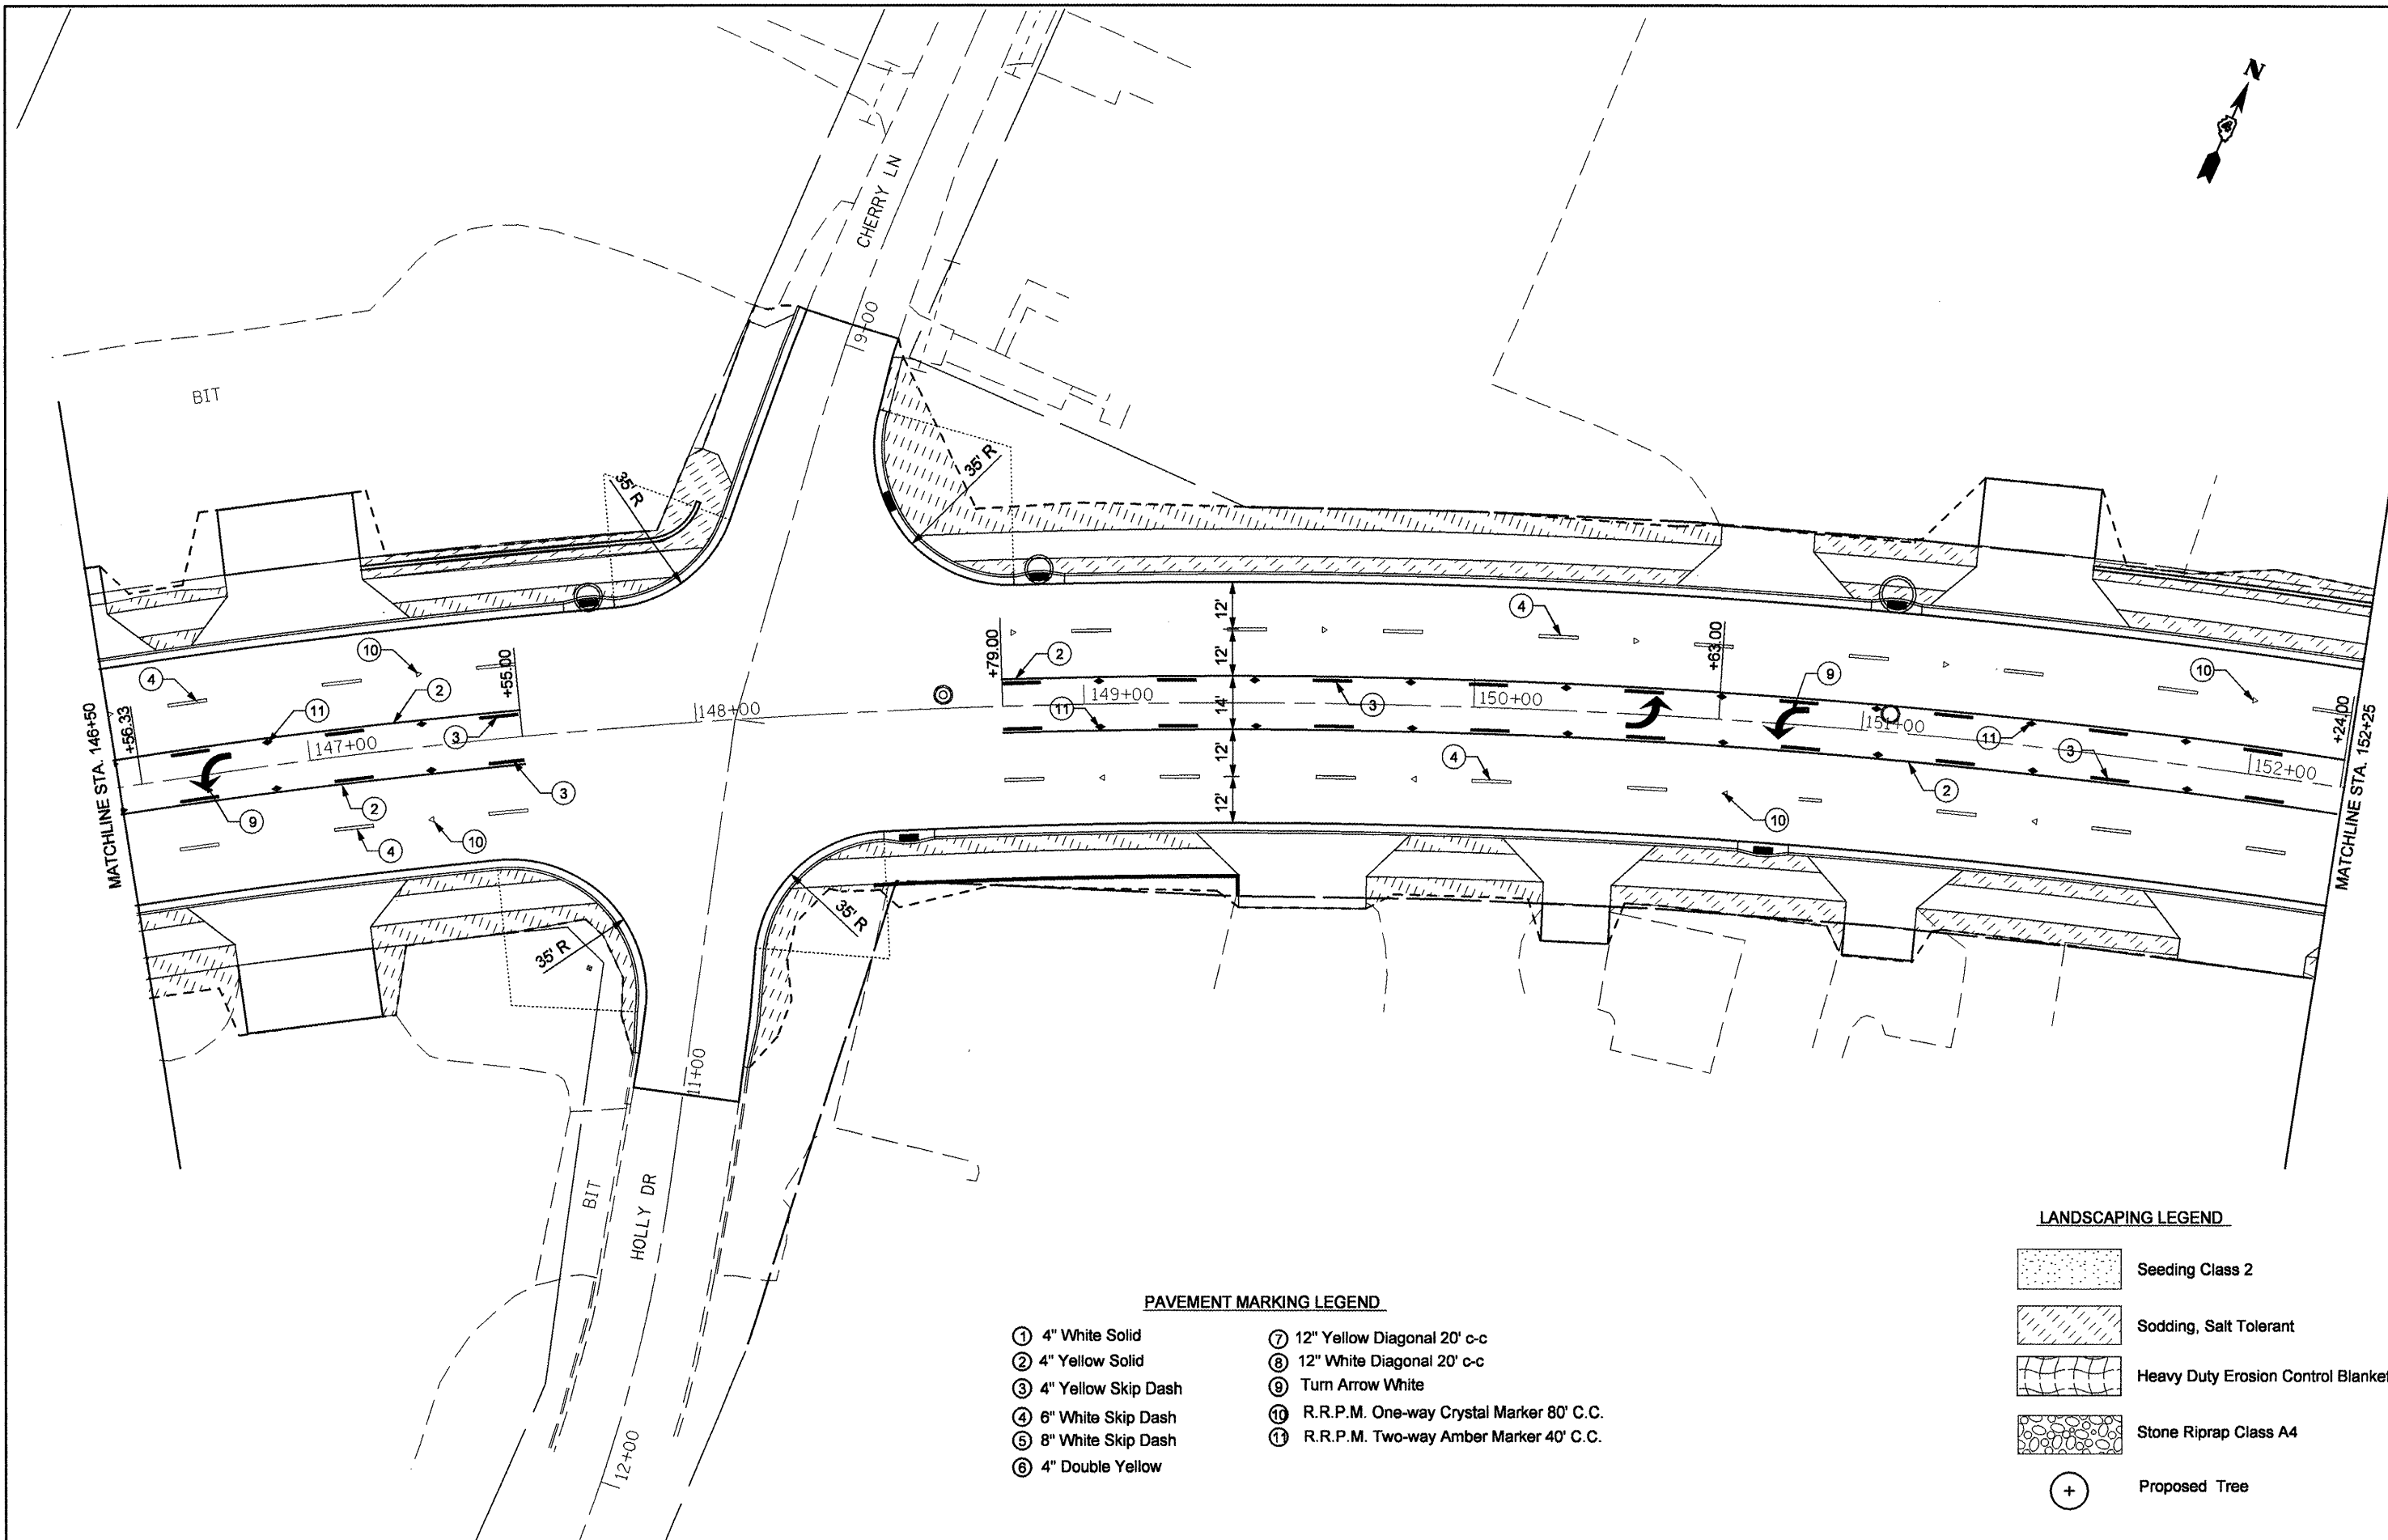 N
CHERRY LN
9+00
BIT
35' R
35' R
MATCHLINE STA. 146+50
+56.33
4
10
11
2
3
+55.00
147+00
9
2
4
10
3
148+00
+79.00
2
12'
12'
14'
12'
12'
4
149+00
11
3
150+00
+63.00
9
4
10
151+00
11
3
2
10
152+00
+24.00
MATCHLINE STA. 152+25
35' R
35' R
11+00
BIT
HOLLY DR
12+00
PAVEMENT MARKING LEGEND
1 4" White Solid
2 4" Yellow Solid
3 4" Yellow Skip Dash
4 6" White Skip Dash
5 8" White Skip Dash
6 4" Double Yellow
7 12" Yellow Diagonal 20' c-c
8 12" White Diagonal 20' c-c
9 Turn Arrow White
10 R.R.P.M. One-way Crystal Marker 80' C.C.
11 R.R.P.M. Two-way Amber Marker 40' C.C.
LANDSCAPING LEGEND
Seeding Class 2
Sodding, Salt Tolerant
Heavy Duty Erosion Control Blanket
Stone Riprap Class A4
Proposed Tree